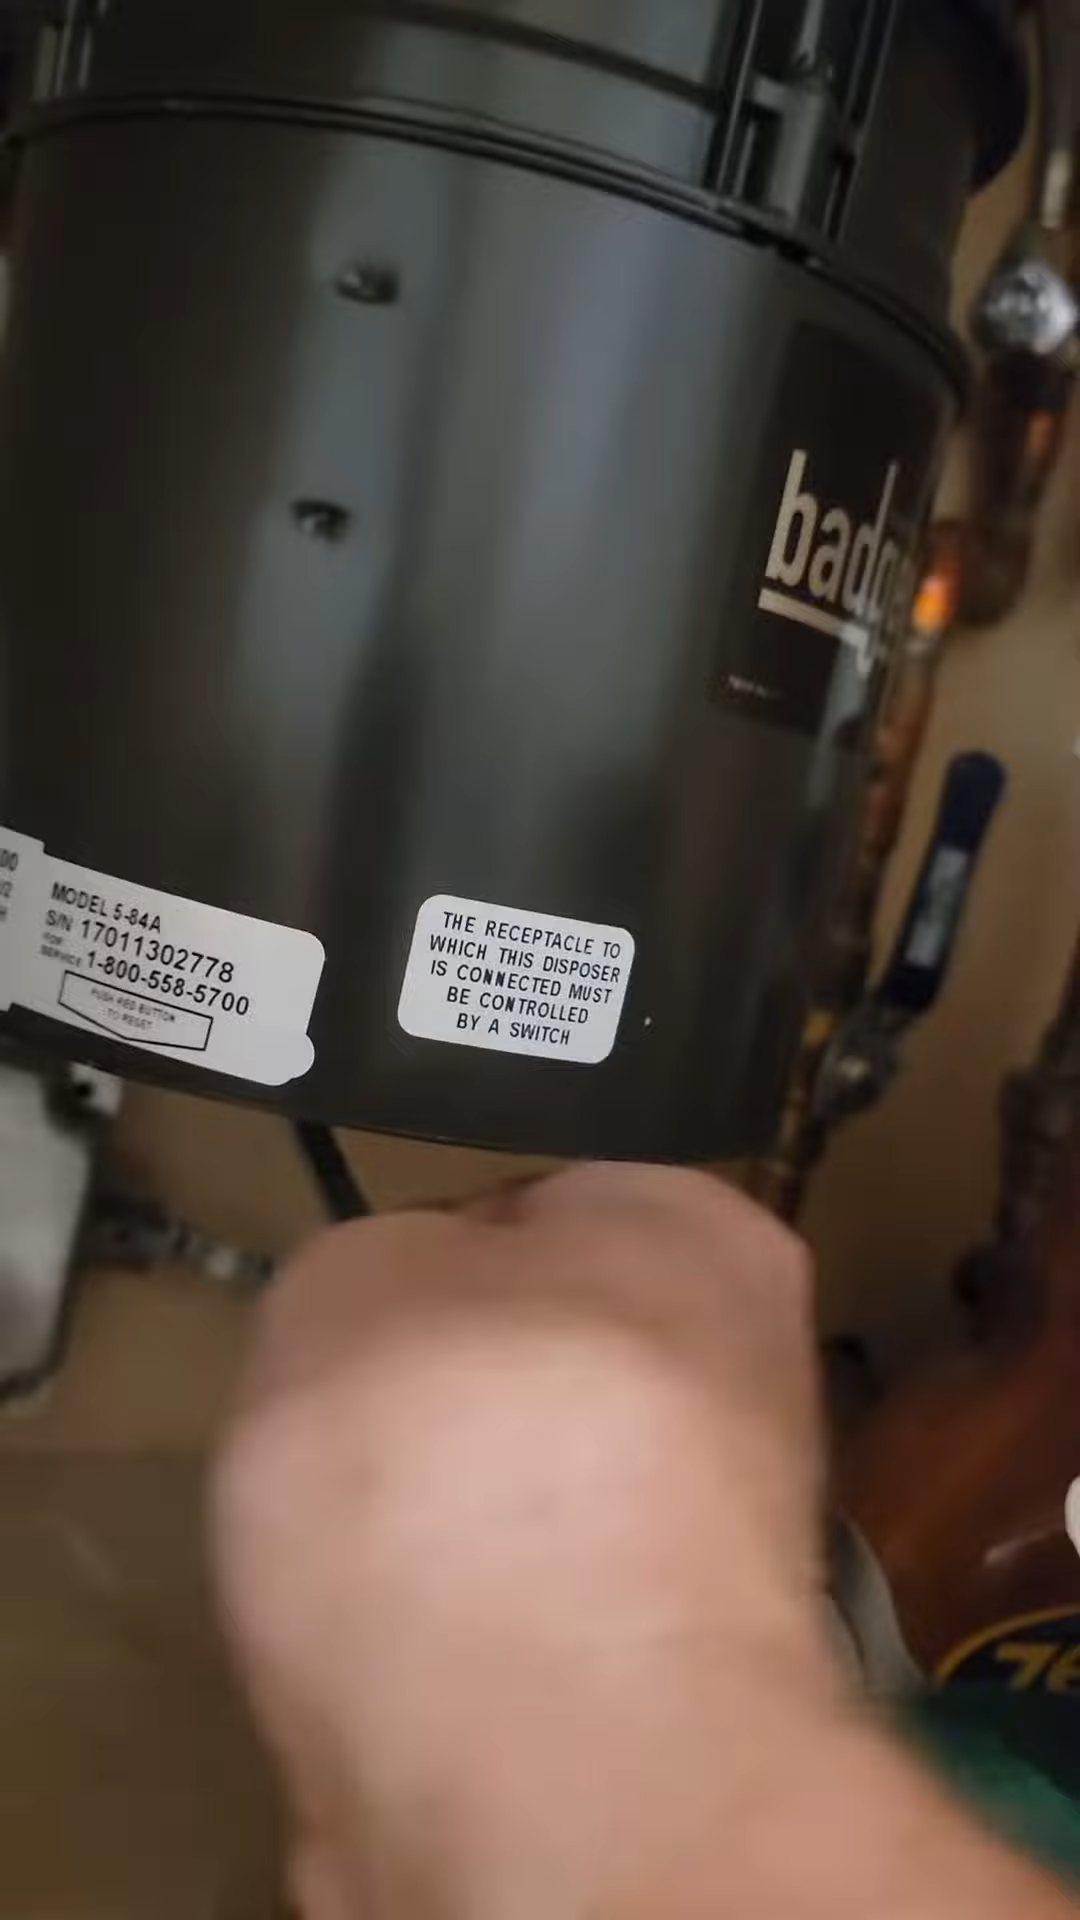 badge
MODEL 5-84A
S/N 17011302778
FOR
SERVICE 1-800-558-5700
PUSH RED BUTTON
TO RESET
THE RECEPTACLE TO
WHICH THIS DISPOSER
IS CONNECTED MUST
BE CONTROLLED
BY A SWITCH